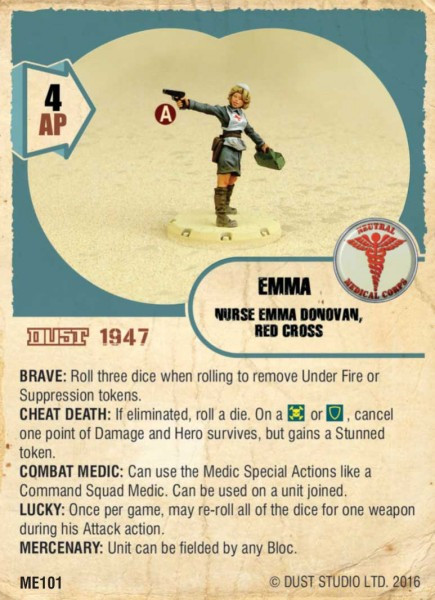 4
AP
A
NEUTRAL
MEDICAL CORPS
EMMA
NURSE EMMA DONOVAN,
RED CROSS
DUST 1947
BRAVE: Roll three dice when rolling to remove Under Fire or
Suppression tokens.
CHEAT DEATH: If eliminated, roll a die. On a or , cancel
one point of Damage and Hero survives, but gains a Stunned
token.
COMBAT MEDIC: Can use the Medic Special Actions like a
Command Squad Medic. Can be used on a unit joined.
LUCKY: Once per game, may re-roll all of the dice for one weapon
during his Attack action.
MERCENARY: Unit can be fielded by any Bloc.
ME101
© DUST STUDIO LTD. 2016